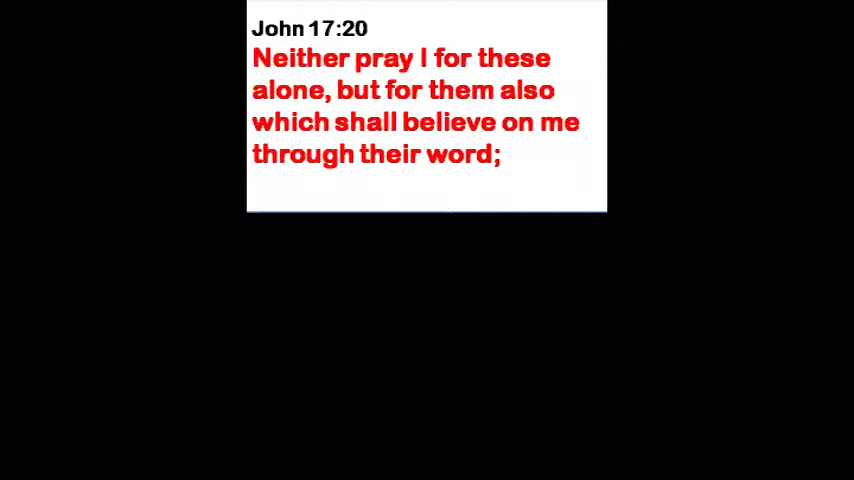 John 17:20
Neither pray I for these
alone, but for them also
which shall believe on me
through their word;